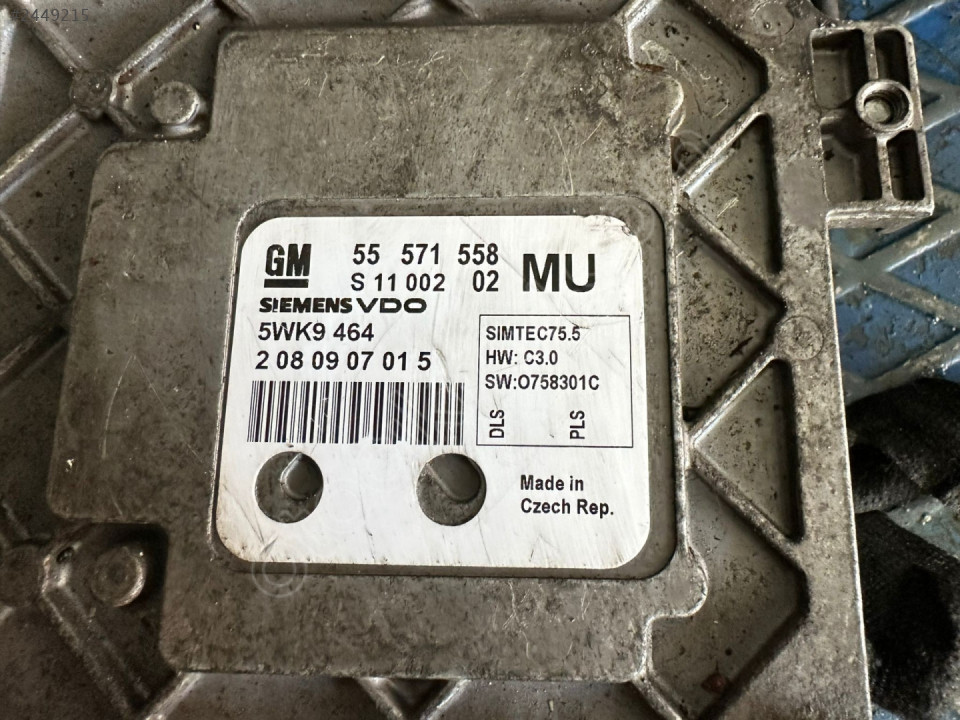 GM 55 571 558 MU
S 11 002 02
SIEMENS VDO
5WK9 464
2 08 09 07 01 5
SIMTEC75.5
HW: C3.0
SW:O758301C
DLS PLS
Made in
Czech Rep.